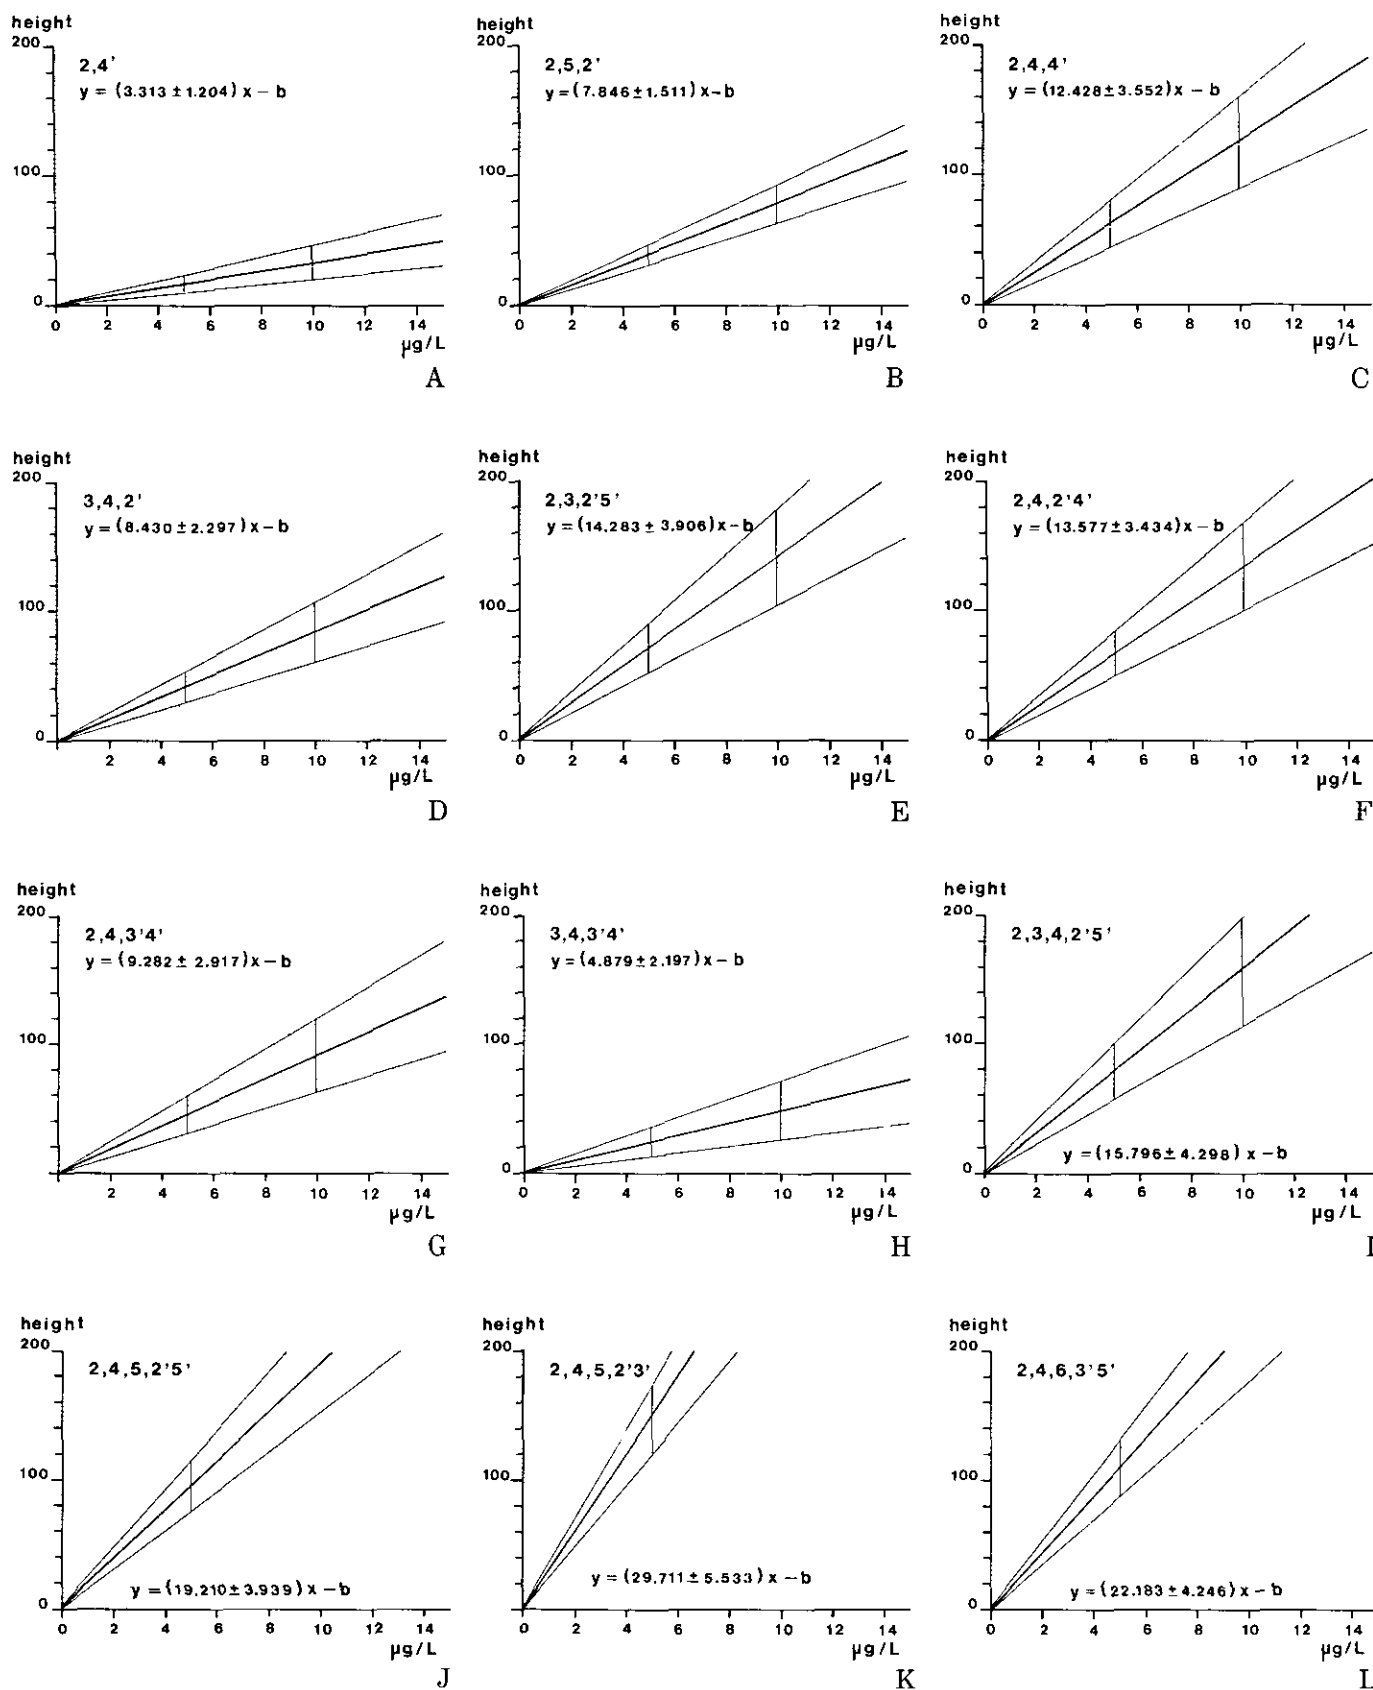 height
200
2,4'
y = (3.313 ± 1.204) x – b
100
0
0 2 4 6 8 10 12 14
µg/L
A
height
200
2,5,2'
y = (7.846 ± 1.511) x – b
100
0
0 2 4 6 8 10 12 14
µg/L
B
height
200
2,4,4'
y = (12.428 ± 3.552) x – b
100
0
0 2 4 6 8 10 12 14
µg/L
C
height
200
3,4,2'
y = (8.430 ± 2.297) x – b
100
0
2 4 6 8 10 12 14
µg/L
D
height
200
2,3,2'5'
y = (14.283 ± 3.906) x – b
100
0
0 2 4 6 8 10 12 14
µg/L
E
height
200
2,4,2'4'
y = (13.577 ± 3.434) x – b
100
0
0 2 4 6 8 10 12 14
µg/L
F
height
200
2,4,3'4'
y = (9.282 ± 2.917) x – b
100
0
2 4 6 8 10 12 14
µg/L
G
height
200
3,4,3'4'
y = (4.879 ± 2.197) x – b
100
0
0 2 4 6 8 10 12 14
µg/L
H
height
200
2,3,4,2'5'
100
y = (15.796 ± 4.298) x – b
0
0 2 4 6 8 10 12 14
µg/L
I
height
200
2,4,5,2'5'
100
y = (19.210 ± 3.939) x – b
0
0 2 4 6 8 10 12 14
µg/L
J
height
200
2,4,5,2'3'
100
y = (29.711 ± 5.533) x – b
0
0 2 4 6 8 10 12 14
µg/L
K
height
200
2,4,6,3'5'
100
y = (22.183 ± 4.246) x – b
0
0 2 4 6 8 10 12 14
µg/L
L